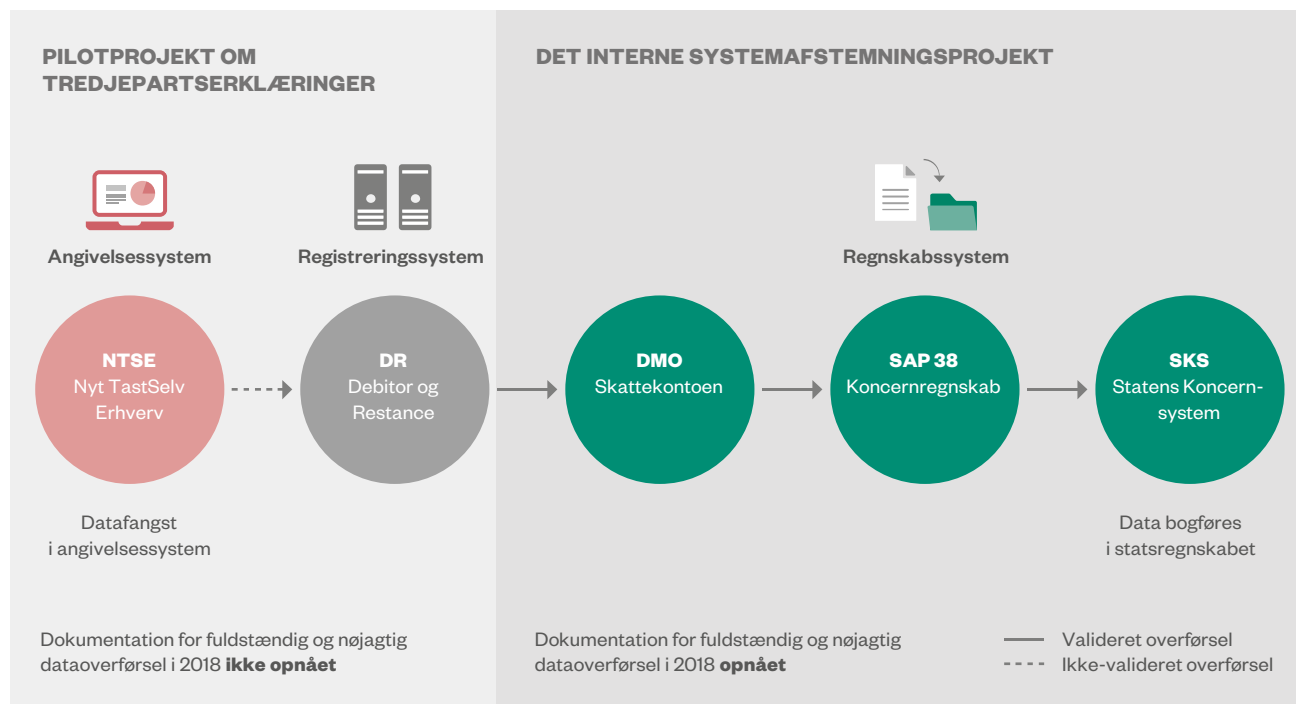 PILOTPROJEKT OM
TREDJEPARTSERKLÆRINGER
DET INTERNE SYSTEMAFSTEMNINGSPROJEKT
Angivelsessystem
Registreringssystem
Regnskabssystem
NTSE
Nyt TastSelv
Erhverv
DR
Debitor og
Restance
DMO
Skattekontoen
SAP 38
Koncernregnskab
SKS
Statens Koncern-
system
Datafangst
i angivelsessystem
Data bogføres
i statsregnskabet
Dokumentation for fuldstændig og nøjagtig
dataoverførsel i 2018 ikke opnået
Dokumentation for fuldstændig og nøjagtig
dataoverførsel i 2018 opnået
Valideret overførsel
Ikke-valideret overførsel